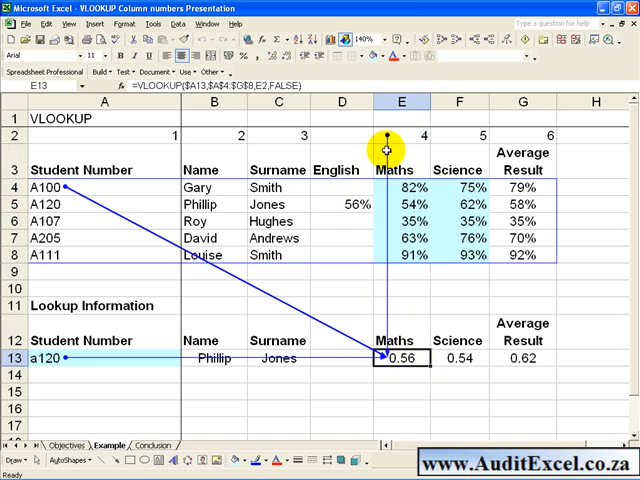 Microsoft Excel - VLOOKUP Column numbers Presentation
File Edit View Insert Format Tools Data Window Help
Type a question for help
140%
Arial
Spreadsheet Professional Build Test Document Use Other
E13 =VLOOKUP($A13,$A$4:$G$8,E2,FALSE)
A B C D E F G H
1 VLOOKUP
2 1 2 3 4 5 6
3 Student Number Name Surname English Maths Science Average Result
4 A100 Gary Smith 82% 75% 79%
5 A120 Phillip Jones 56% 54% 62% 58%
6 A107 Roy Hughes 35% 35% 35%
7 A205 David Andrews 63% 76% 70%
8 A111 Louise Smith 91% 93% 92%
9
10
11 Lookup Information
12 Student Number Name Surname Maths Science Average Result
13 a120 Phillip Jones 0.56 0.54 0.62
14
15
16
17
Objectives Example Conclusion
Draw AutoShapes
www.AuditExcel.co.za